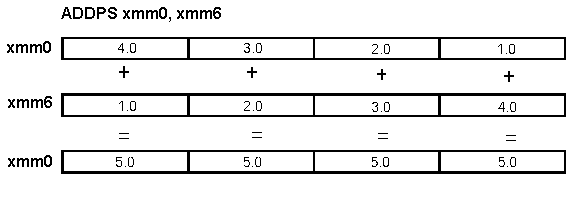 ADDPS xmm0, xmm6
xmm0 4.0 3.0 2.0 1.0
+ + + +
xmm6 1.0 2.0 3.0 4.0
= = = =
xmm0 5.0 5.0 5.0 5.0